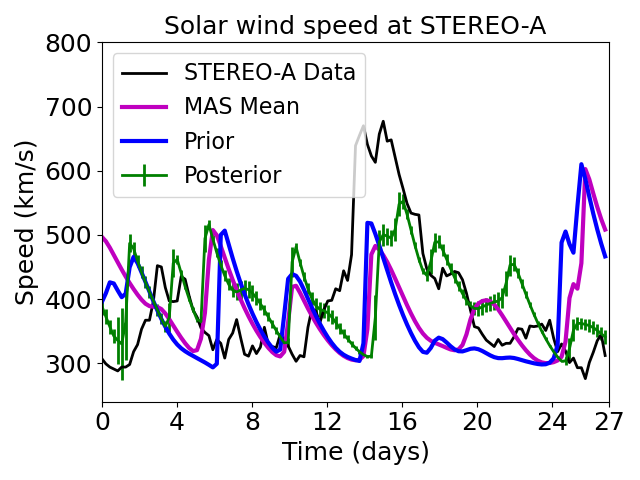 Solar wind speed at STEREO-A
800
700
600
500
400
300
Speed (km/s)
STEREO-A Data
MAS Mean
Prior
Posterior
0 4 8 12 16 20 24 27
Time (days)